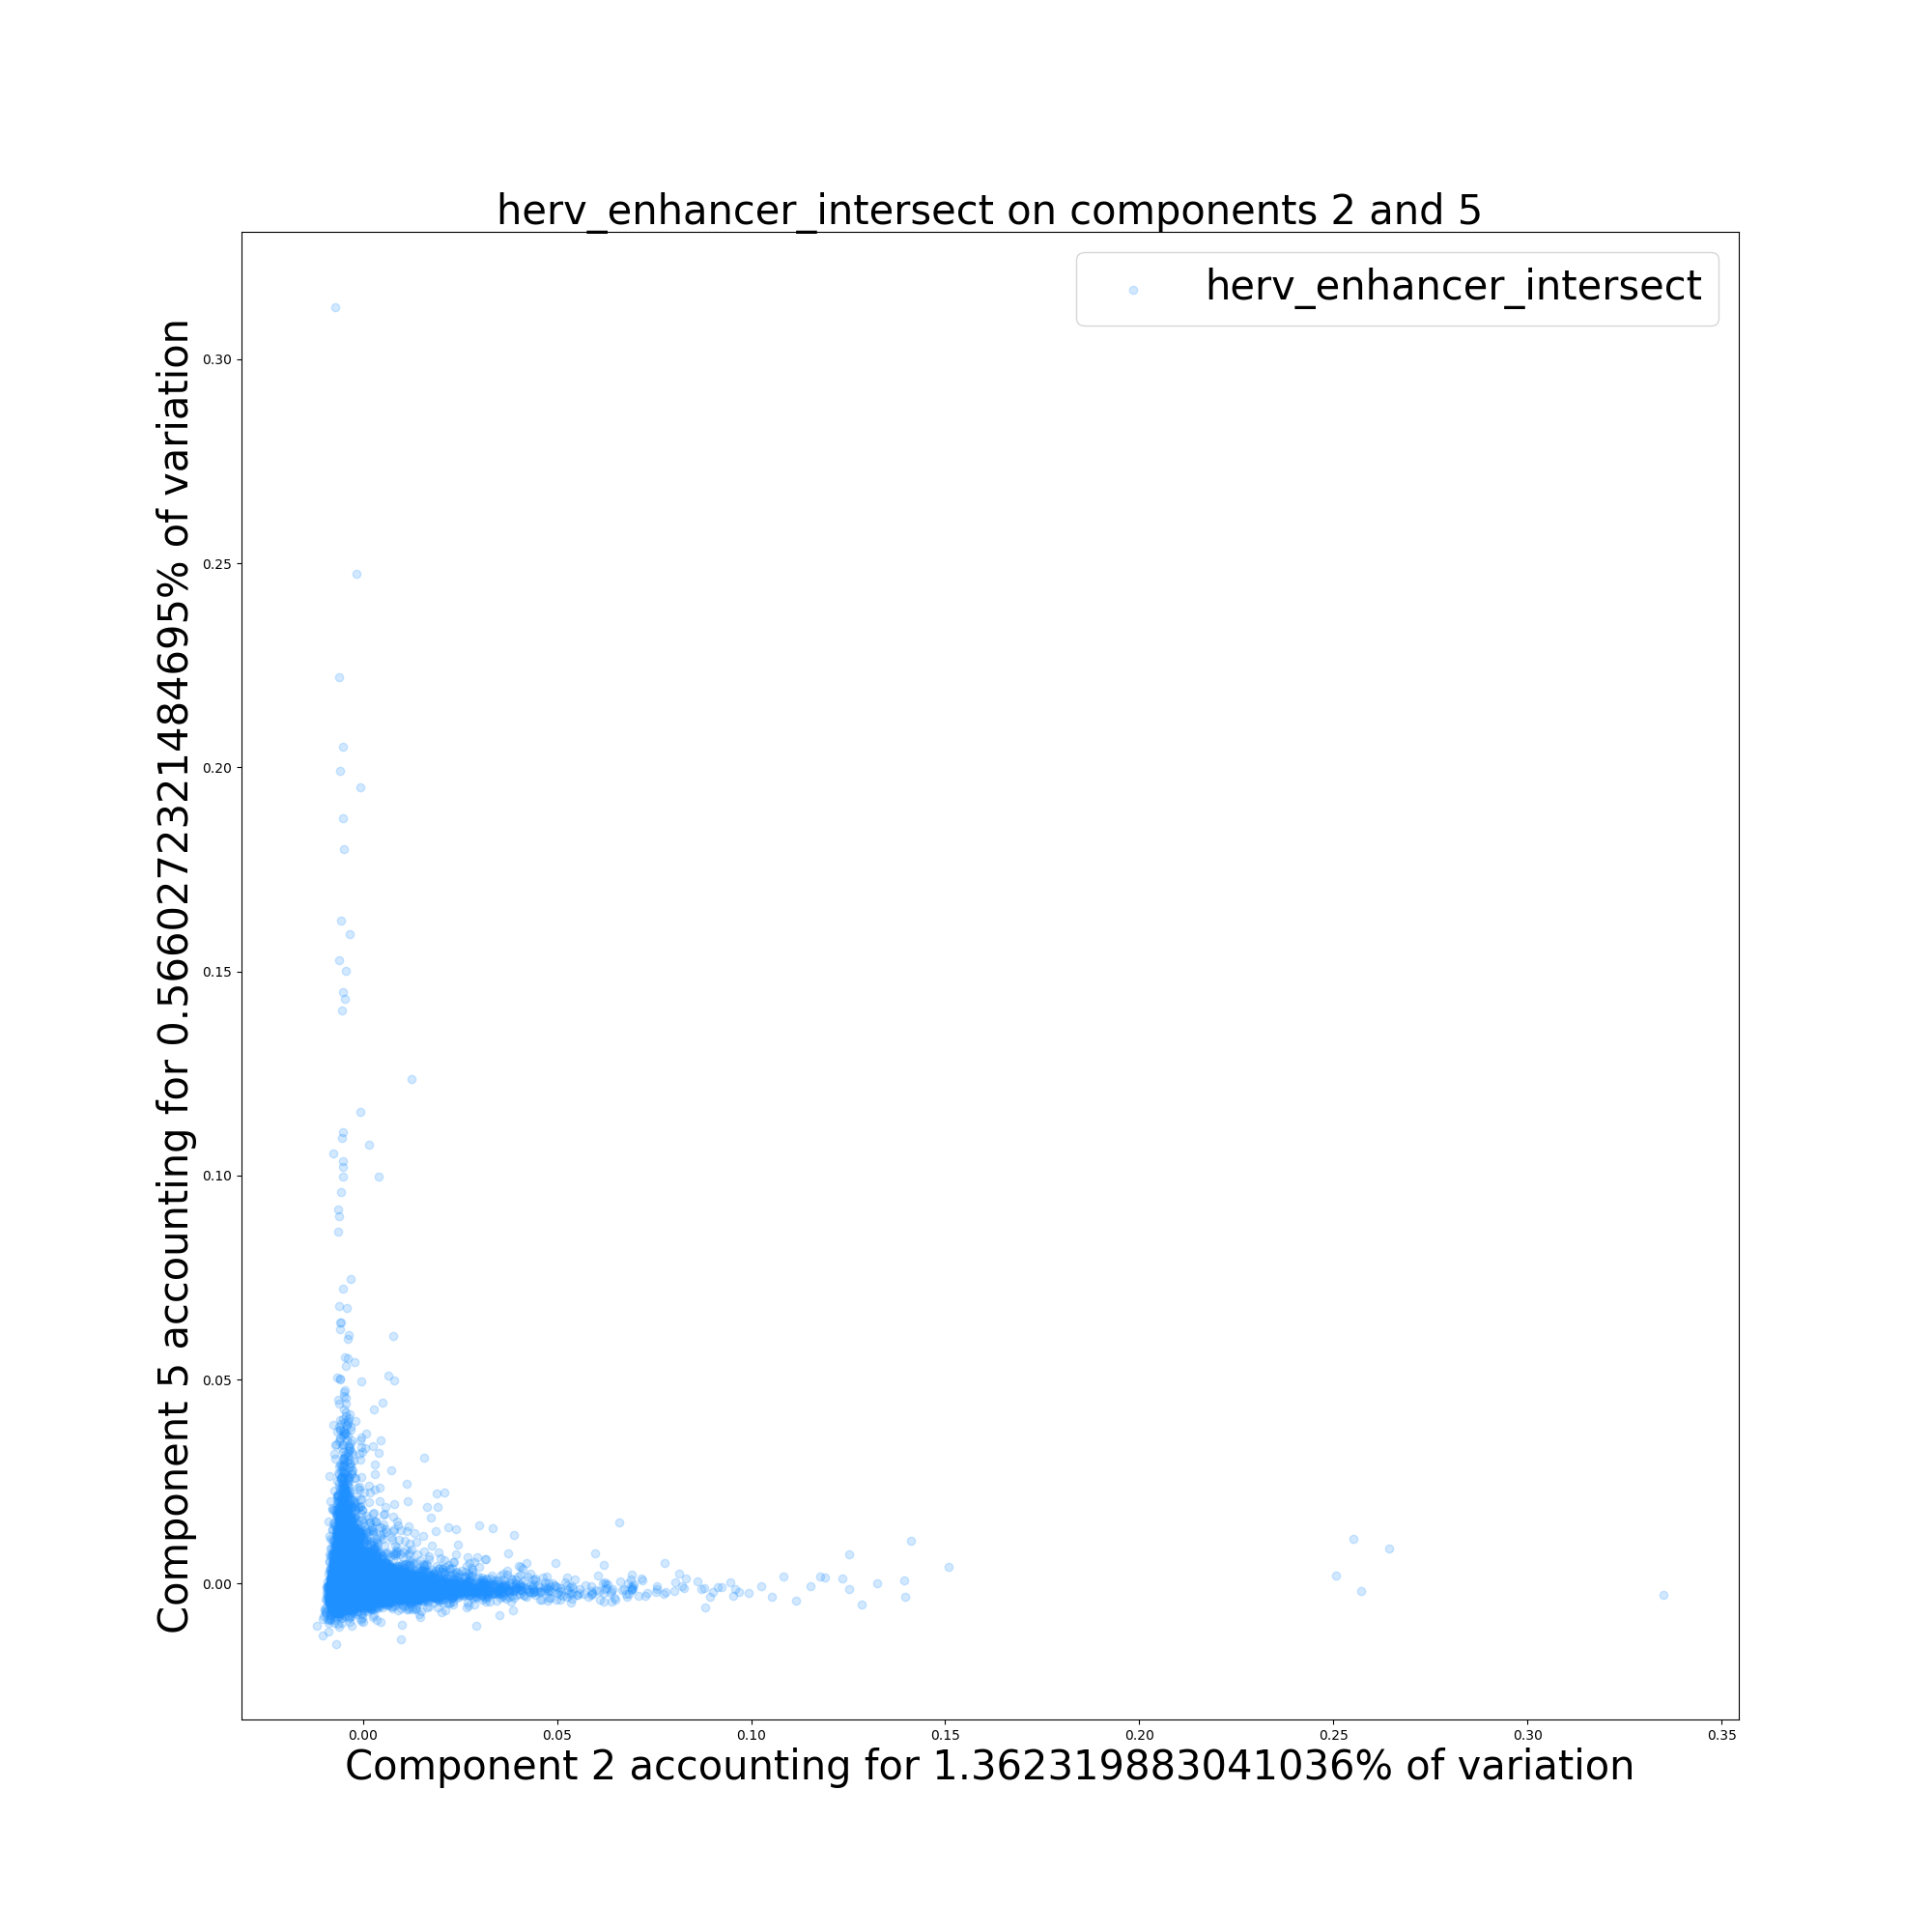 herv_enhancer_intersect on components 2 and 5
herv_enhancer_intersect
Component 5 accounting for 0.5660272321484695% of variation
0.30
0.25
0.20
0.15
0.10
0.05
0.00
0.00 0.05 0.10 0.15 0.20 0.25 0.30 0.35
Component 2 accounting for 1.362319883041036% of variation